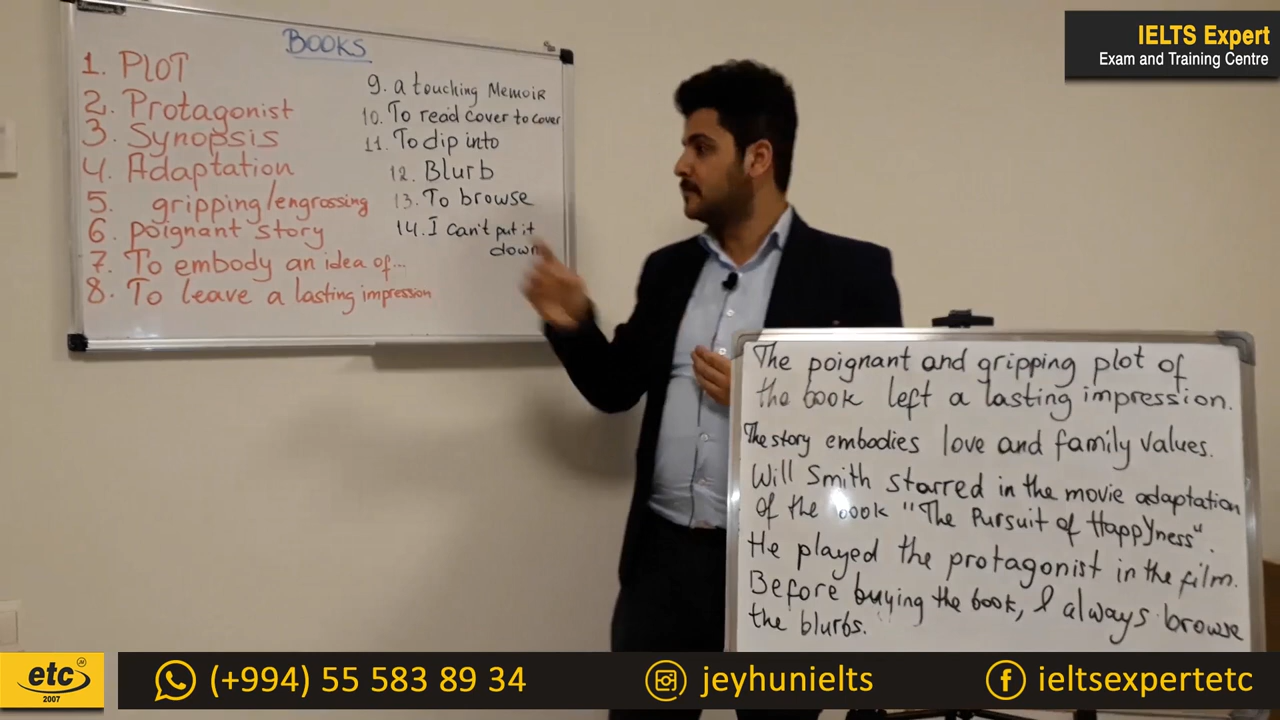 BOOKS
1. PLOT
2. Protagonist
3. Synopsis
4. Adaptation
5. gripping/engrossing
6. poignant story
7. To embody an idea of...
8. To leave a lasting impression
9. a touching Memoir
10. To read cover to cover
11. To dip into
12. Blurb
13. To browse
14. I can't put it
down
IELTS Expert
Exam and Training Centre
The poignant and gripping plot of
the book left a lasting impression.
The story embodies love and family values.
Will Smith starred in the movie adaptation
of the book "The Pursuit of Happyness".
He played the protagonist in the film.
Before buying the book, I always browse
the blurbs.
etc
2007
(+994) 55 583 89 34
jeyhunielts
ieltsexpertetc